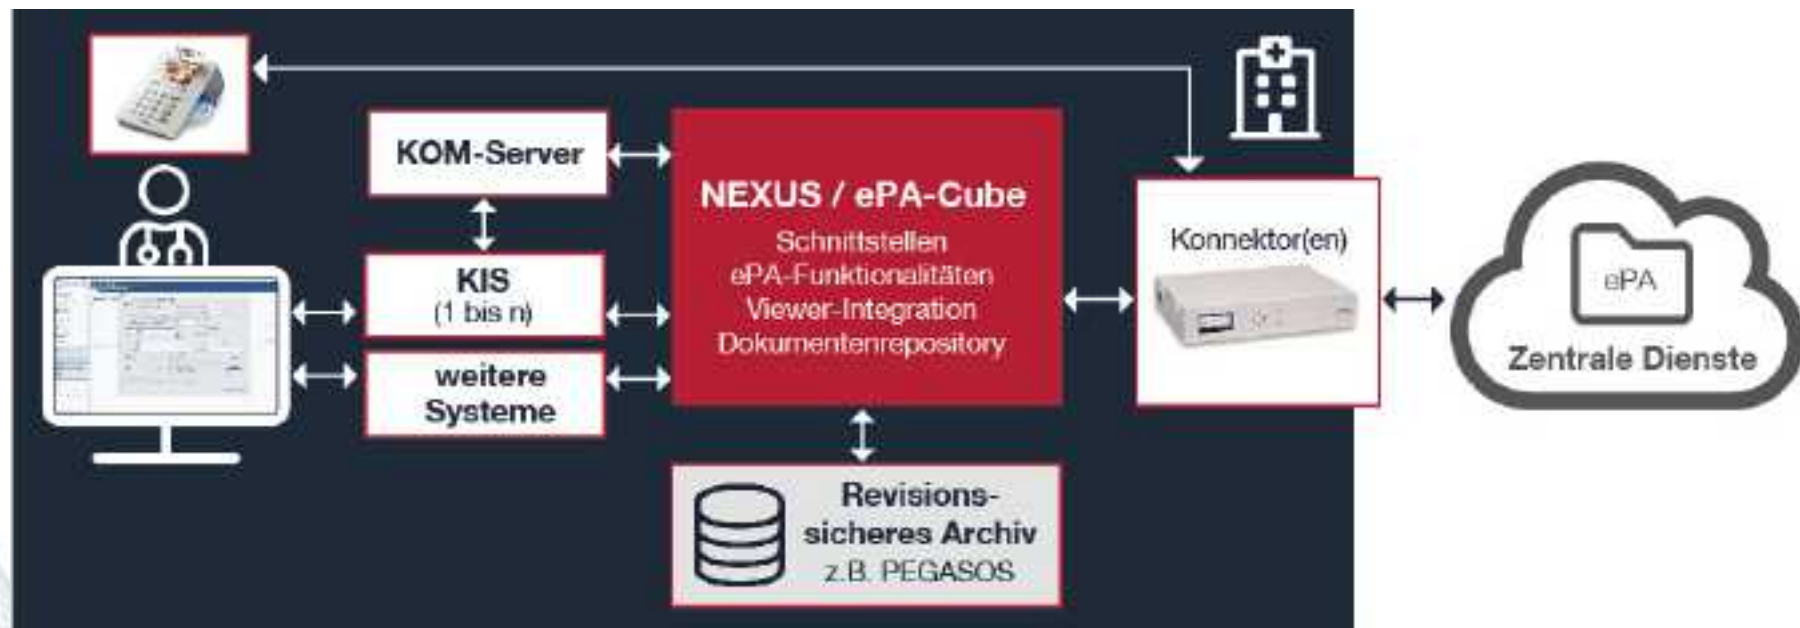 KOM-Server
KIS
(1 bis n)
weitere
Systeme
NEXUS / ePA-Cube
Schnittstellen
ePA-Funktionalitäten
Viewer-Integration
Dokumentenrepository
Revisions-
sicheres Archiv
z.B. PEGASOS
Konnektor(en)
ePA
Zentrale Dienste